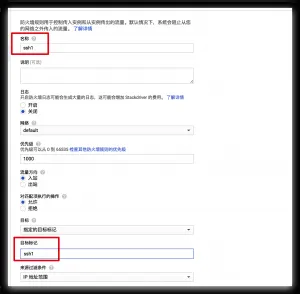 防火墙规则用于控制传入实例和从实例传出的流量。默认情况下，系统会阻止从您
的网络之外传入的流量。 了解详情
名称
ssh1
说明 (可选)
日志
开启防火墙日志可能会生成大量的日志，这可能会增加 Stackdriver 的费用。 了解详情
开启
关闭
网络
default
优先级
优先级可以从 0 到 65535 检查其他防火墙规则的优先级
1000
流量方向
入站
出站
对匹配项执行的操作
允许
拒绝
目标
指定的目标标记
目标标记
ssh1
来源过滤条件
IP 地址范围